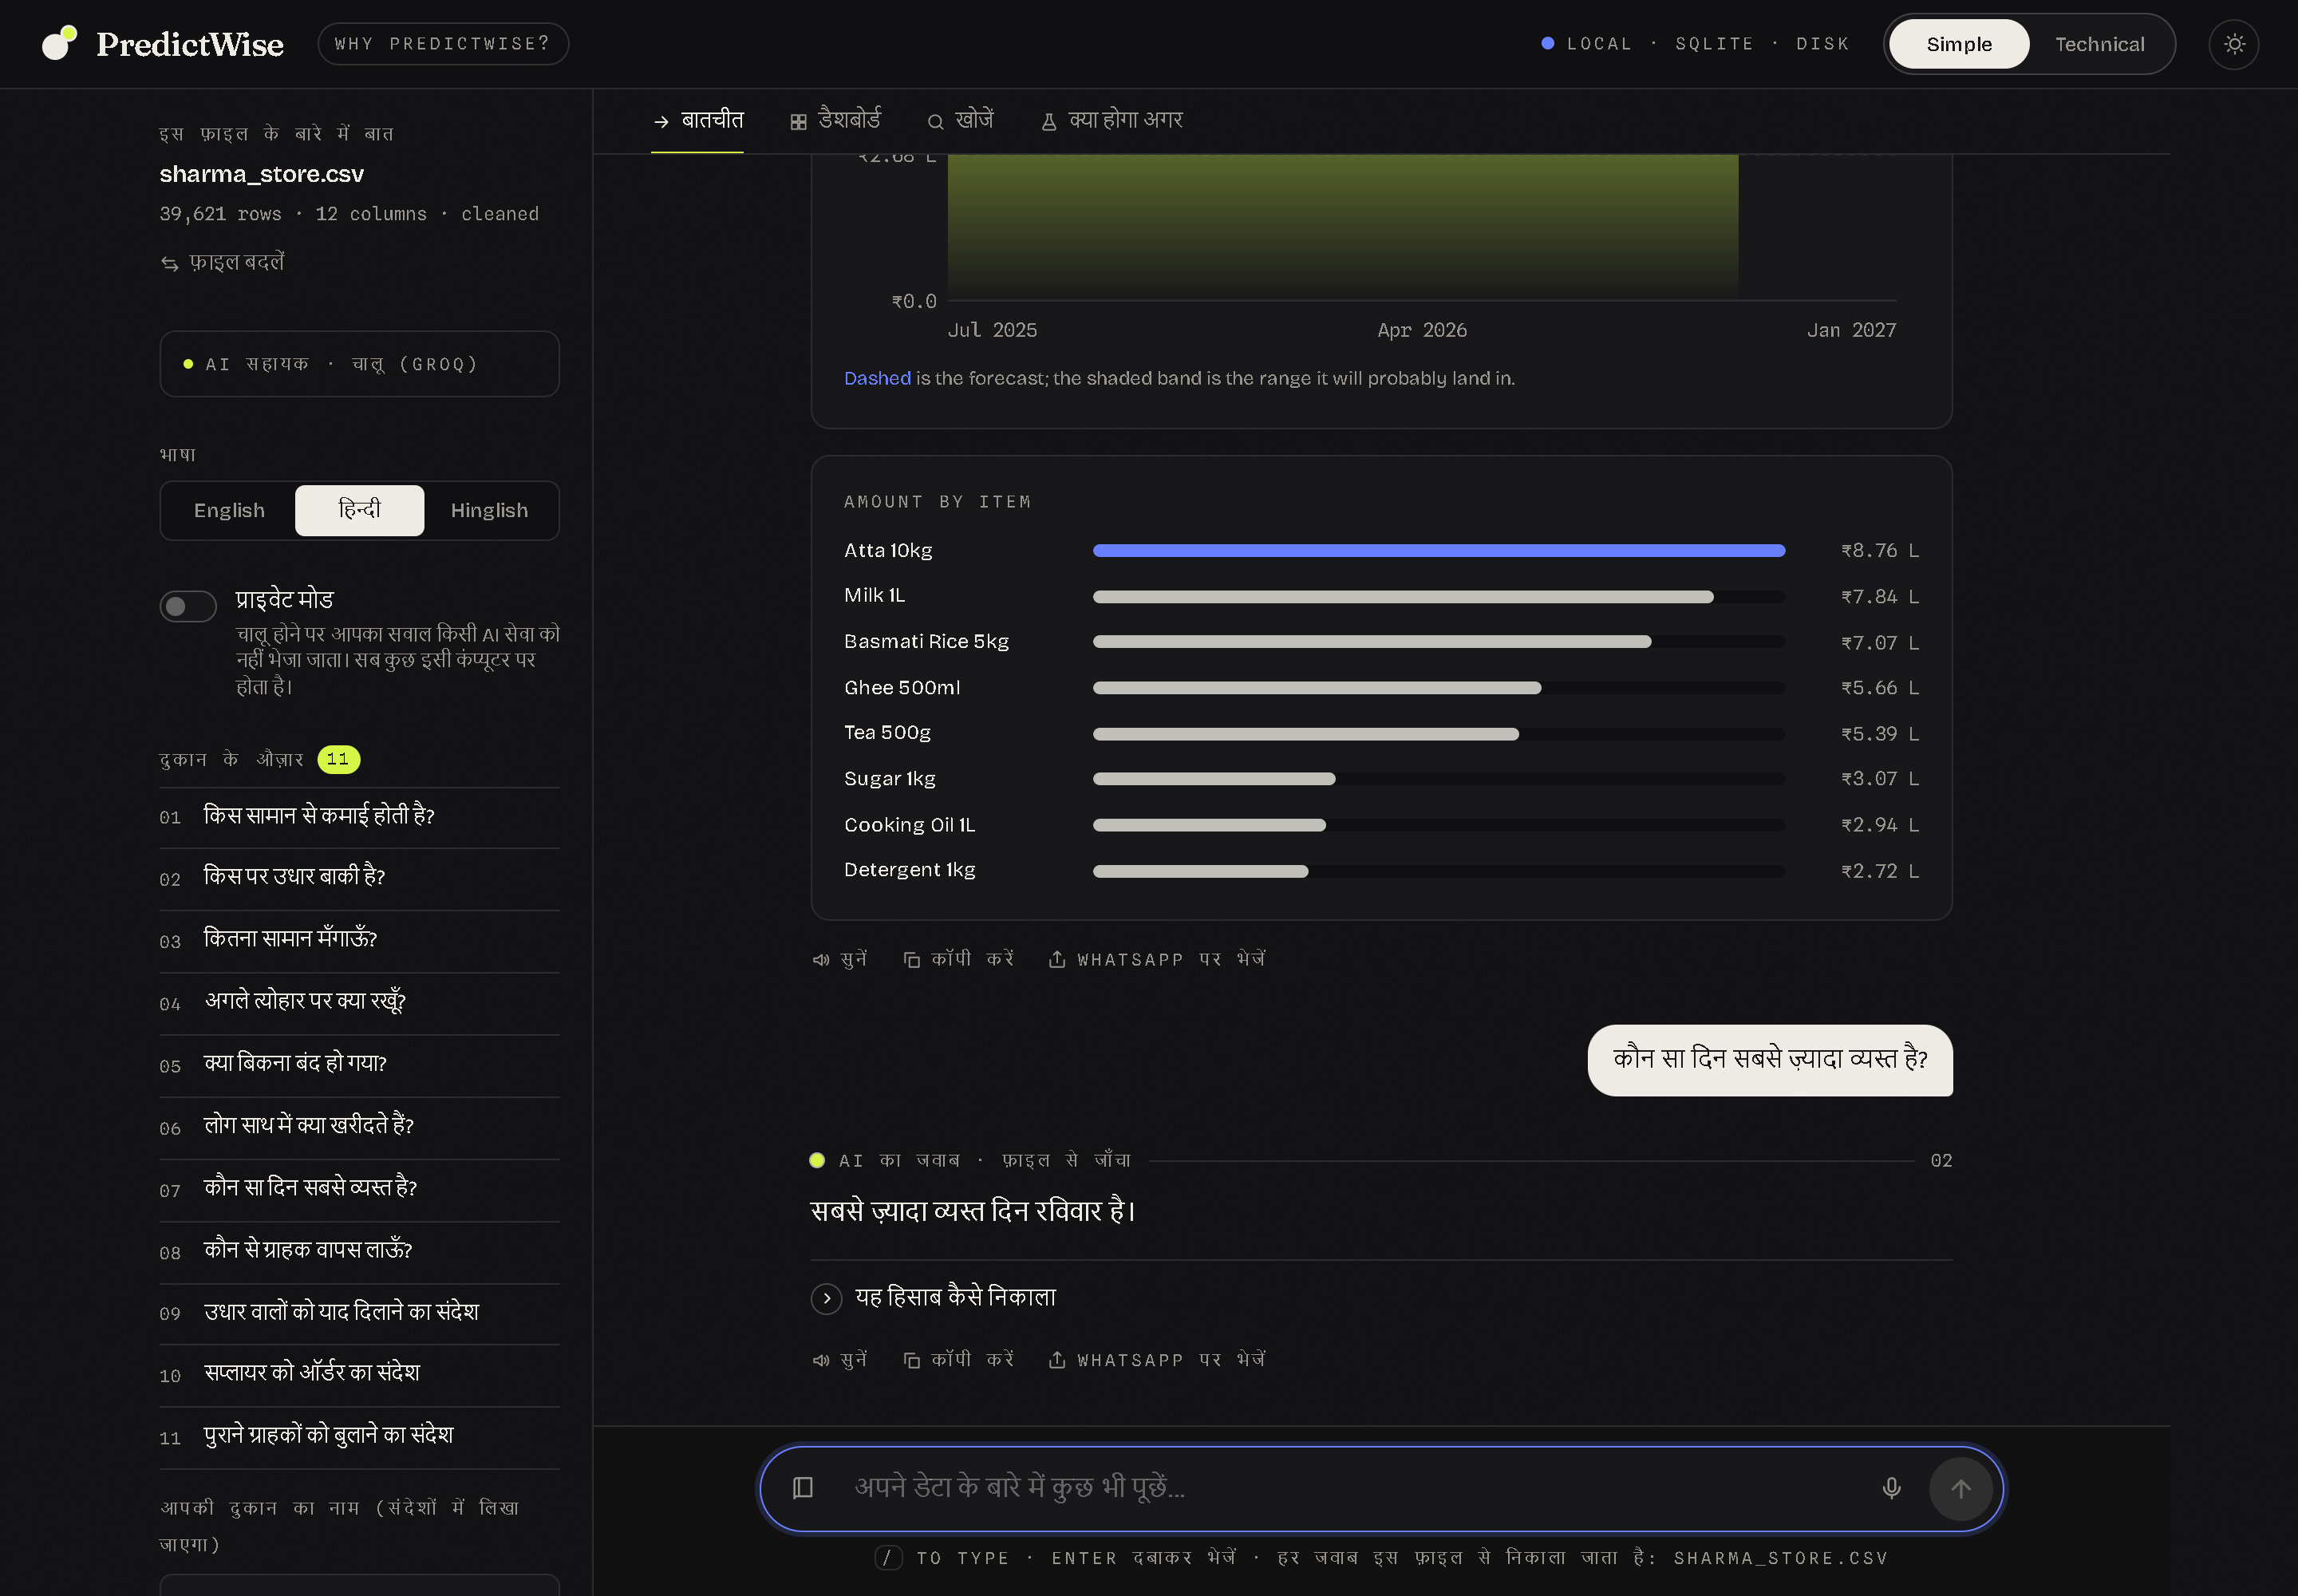 PredictWise
WHY PREDICTWISE?
LOCAL · SQLITE · DISK
Simple
Technical
इस फ़ाइल के बारे में बात
sharma_store.csv
39,621 rows · 12 columns · cleaned
फ़ाइल बदलें
AI सहायक · चालू (GROQ)
भाषा
English
हिन्दी
Hinglish
प्राइवेट मोड
चालू होने पर आपका सवाल किसी AI सेवा को
नहीं भेजा जाता। सब कुछ इसी कंप्यूटर पर
होता है।
दुकान के औज़ार 11
01 किस सामान से कमाई होती है?
02 किस पर उधार बाकी है?
03 कितना सामान मँगाऊँ?
04 अगले त्योहार पर क्या रखूँ?
05 क्या बिकना बंद हो गया?
06 लोग साथ में क्या खरीदते हैं?
07 कौन सा दिन सबसे व्यस्त है?
08 कौन से ग्राहक वापस लाऊँ?
09 उधार वालों को याद दिलाने का संदेश
10 सप्लायर को ऑर्डर का संदेश
11 पुराने ग्राहकों को बुलाने का संदेश
आपकी दुकान का नाम (संदेशों में लिखा
जाएगा)
बातचीत
डैशबोर्ड
खोजें
क्या होगा अगर
₹2.68 L
₹0.0
Jul 2025
Apr 2026
Jan 2027
Dashed is the forecast; the shaded band is the range it will probably land in.
AMOUNT BY ITEM
Atta 10kg ₹8.76 L
Milk 1L ₹7.84 L
Basmati Rice 5kg ₹7.07 L
Ghee 500ml ₹5.66 L
Tea 500g ₹5.39 L
Sugar 1kg ₹3.07 L
Cooking Oil 1L ₹2.94 L
Detergent 1kg ₹2.72 L
सुनें
कॉपी करें
WHATSAPP पर भेजें
कौन सा दिन सबसे ज़्यादा व्यस्त है?
AI का जवाब · फ़ाइल से जाँचा
02
सबसे ज़्यादा व्यस्त दिन रविवार है।
यह हिसाब कैसे निकाला
सुनें
कॉपी करें
WHATSAPP पर भेजें
अपने डेटा के बारे में कुछ भी पूछें...
/ TO TYPE · ENTER दबाकर भेजें · हर जवाब इस फ़ाइल से निकाला जाता है: SHARMA_STORE.CSV